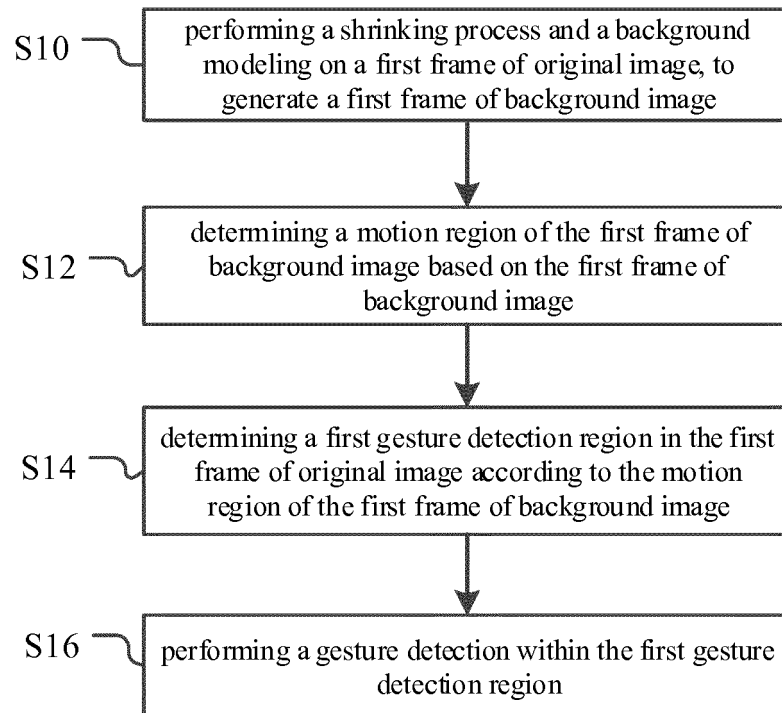 S10
performing a shrinking process and a background
modeling on a first frame of original image, to
generate a first frame of background image
S12
determining a motion region of the first frame of
background image based on the first frame of
background image
S14
determining a first gesture detection region in the first
frame of original image according to the motion
region of the first frame of background image
S16
performing a gesture detection within the first gesture
detection region